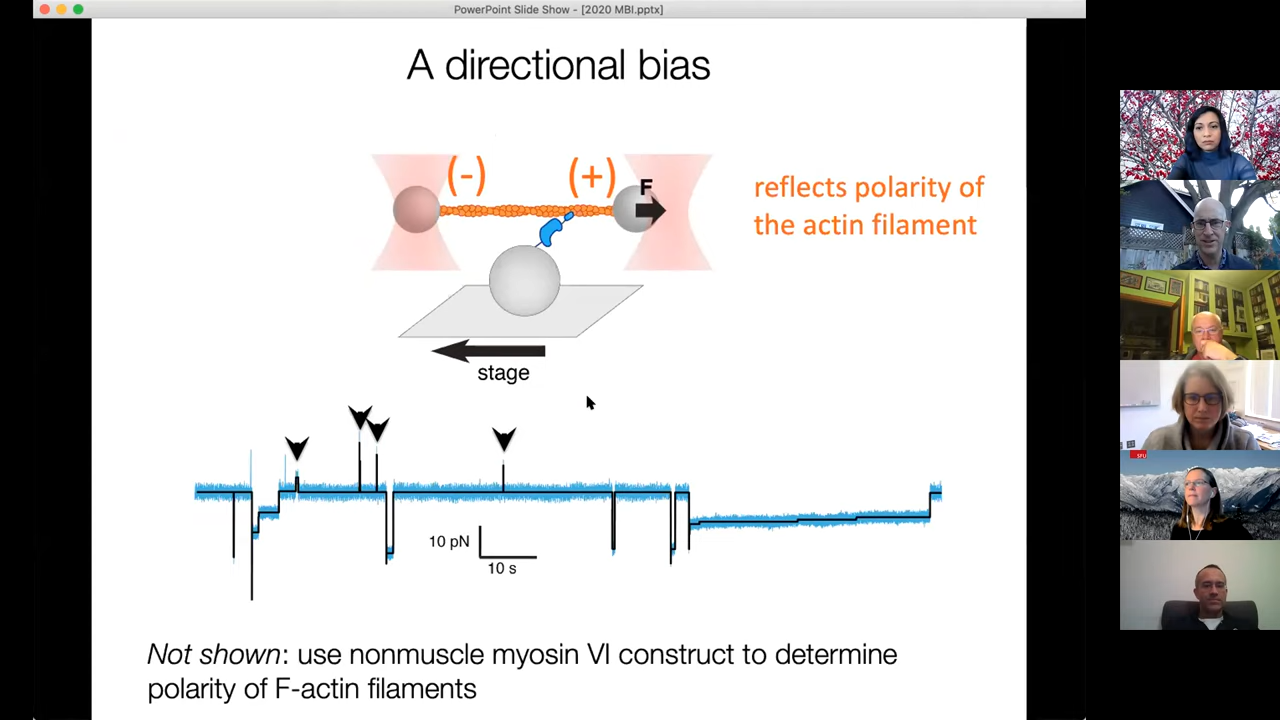 PowerPoint Slide Show - [2020 MBI.pptx]
A directional bias
(-)
(+)
F
reflects polarity of
the actin filament
stage
10 pN
10 s
Not shown: use nonmuscle myosin VI construct to determine
polarity of F-actin filaments
SFU